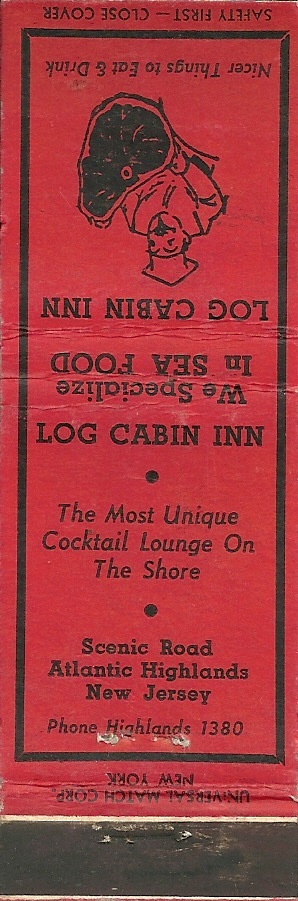 SAFETY FIRST — CLOSE COVER
Nicer Things to Eat & Drink
LOG CABIN INN
We Specialize
In SEA FOOD
LOG CABIN INN
The Most Unique
Cocktail Lounge On
The Shore
Scenic Road
Atlantic Highlands
New Jersey
Phone Highlands 1380
UNIVERSAL MATCH CORP.
NEW YORK